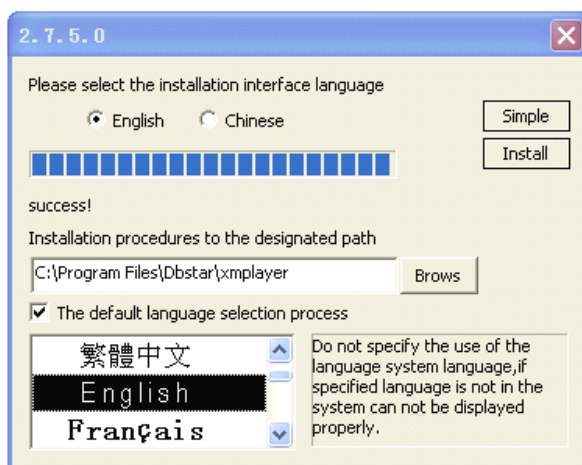 2.7.5.0
Please select the installation interface language
English
Chinese
Simple
Install
success!
Installation procedures to the designated path
C:\Program Files\Dbstar\xmplayer
Brows
The default language selection process
繁體中文
English
Français
Do not specify the use of the
language system language,if
specified language is not in the
system can not be displayed
properly.